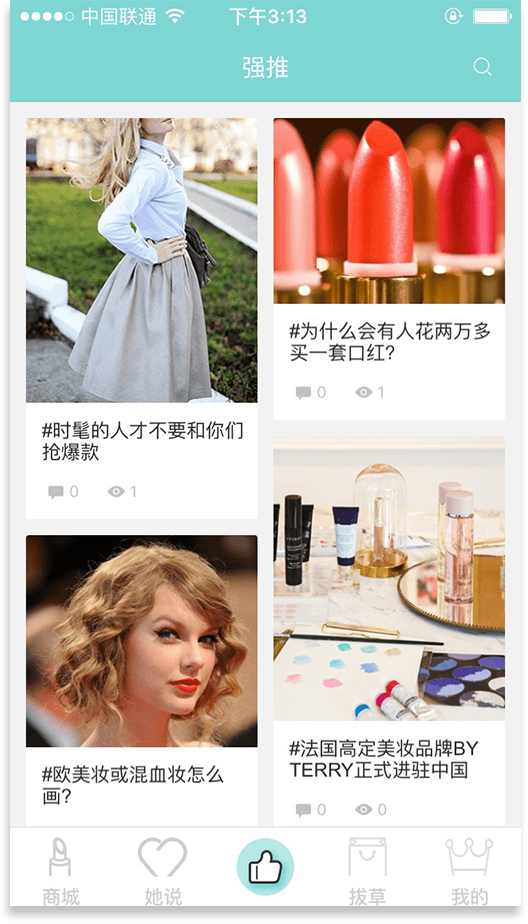 中国联通
下午3:13
强推
#时髦的人才不要和你们
抢爆款
0
1
#为什么会有人花两万多
买一套口红?
0
1
#欧美妆或混血妆怎么
画?
#法国高定美妆品牌BY
TERRY正式进驻中国
0
0
商城
她说
拔草
我的